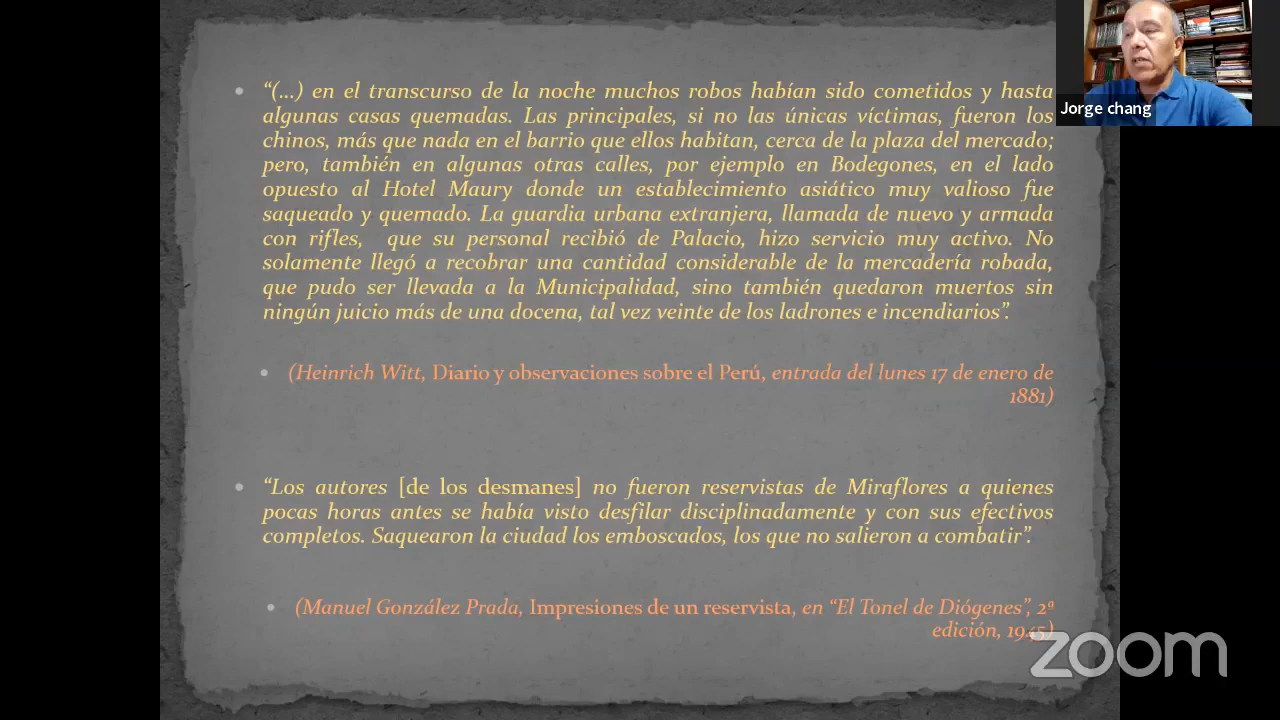 “(...) en el transcurso de la noche muchos robos habían sido cometidos y hasta
algunas casas quemadas. Las principales, si no las únicas víctimas, fueron los
chinos, más que nada en el barrio que ellos habitan, cerca de la plaza del mercado;
pero, también en algunas otras calles, por ejemplo en Bodegones, en el lado
opuesto al Hotel Maury donde un establecimiento asiático muy valioso fue
saqueado y quemado. La guardia urbana extranjera, llamada de nuevo y armada
con rifles, que su personal recibió de Palacio, hizo servicio muy activo. No
solamente llegó a recobrar una cantidad considerable de la mercadería robada,
que pudo ser llevada a la Municipalidad, sino también quedaron muertos sin
ningún juicio más de una docena, tal vez veinte de los ladrones e incendiarios”.
(Heinrich Witt, Diario y observaciones sobre el Perú, entrada del lunes 17 de enero de
1881)
“Los autores [de los desmanes] no fueron reservistas de Miraflores a quienes
pocas horas antes se había visto desfilar disciplinadamente y con sus efectivos
completos. Saquearon la ciudad los emboscados, los que no salieron a combatir”.
(Manuel González Prada, Impresiones de un reservista, en “El Tonel de Diógenes”, 2ª
edición, 1945)
Jorge chang
zoom